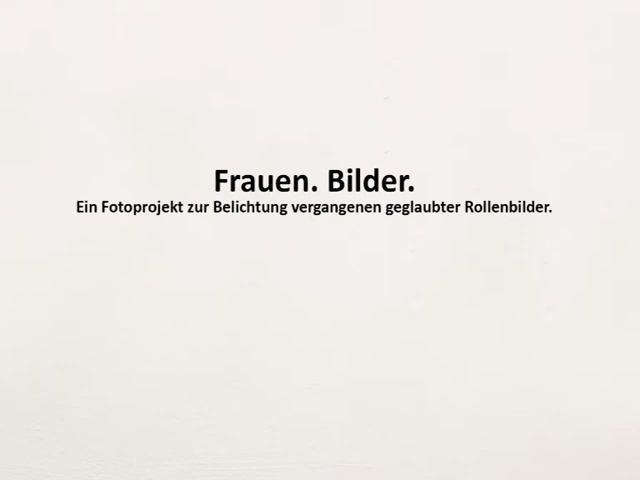 Frauen. Bilder.
Ein Fotoprojekt zur Belichtung vergangenen geglaubter Rollenbilder.